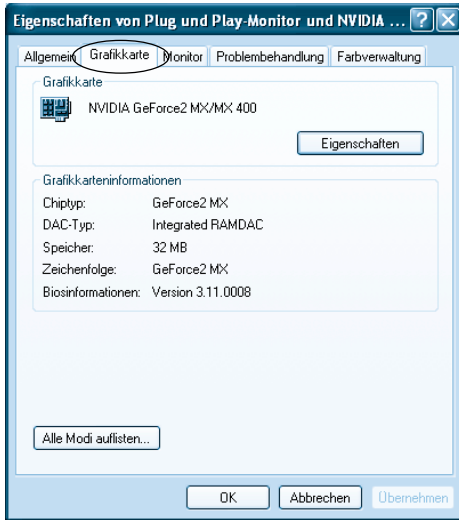 Eigenschaften von Plug und Play-Monitor und NVIDIA ...
Allgemein Grafikkarte Monitor Problembehandlung Farbverwaltung
Grafikkarte
NVIDIA GeForce2 MX/MX 400
Eigenschaften
Grafikkarteninformationen
Chiptyp: GeForce2 MX
DAC-Typ: Integrated RAMDAC
Speicher: 32 MB
Zeichenfolge: GeForce2 MX
Biosinformationen: Version 3.11.0008
Alle Modi auflisten...
OK Abbrechen Übernehmen